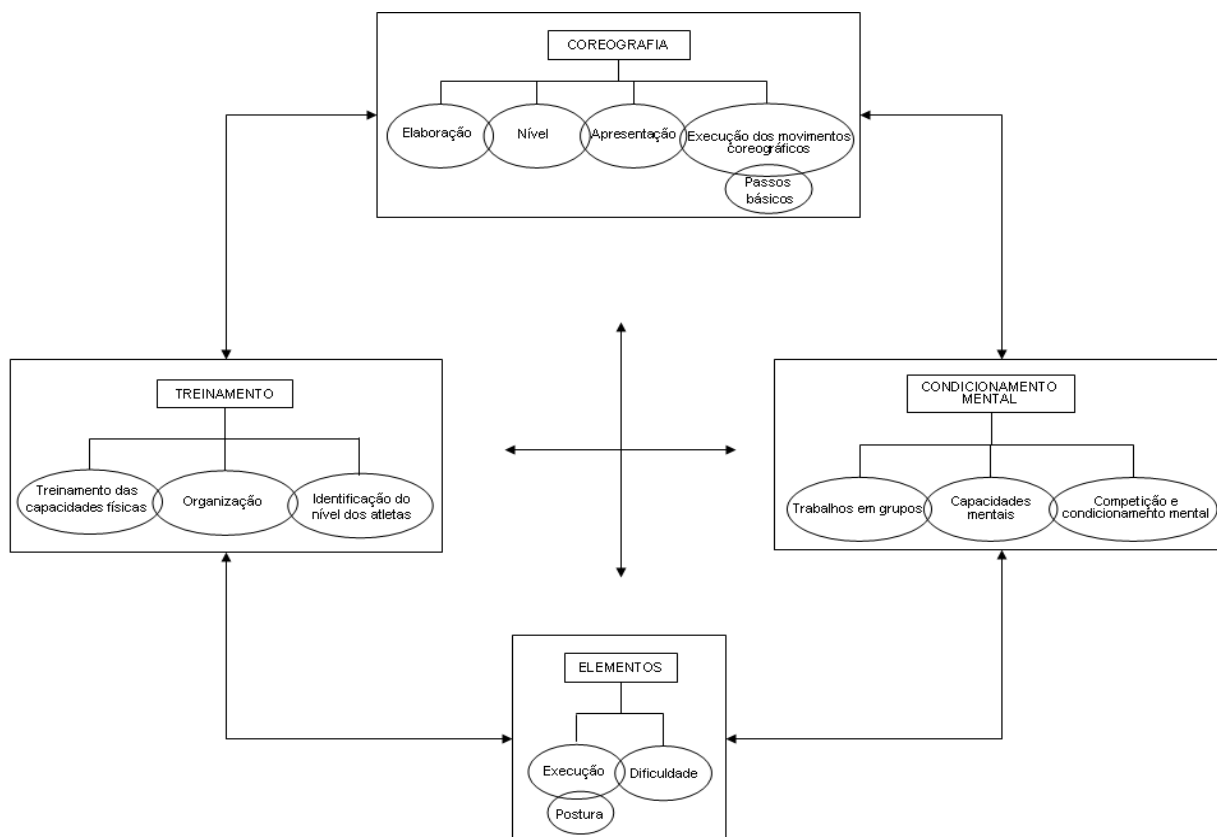 COREOGRAFIA
Elaboração
Nível
Apresentação
Execução dos movimentos
coreográficos
Passos
básicos
TREINAMENTO
Treinamento das
capacidades físicas
Organização
Identificação do
nível dos atletas
CONDICIONAMENTO
MENTAL
Trabalhos em grupos
Capacidades
mentais
Competição e
condicionamento mental
ELEMENTOS
Execução
Dificuldade
Postura